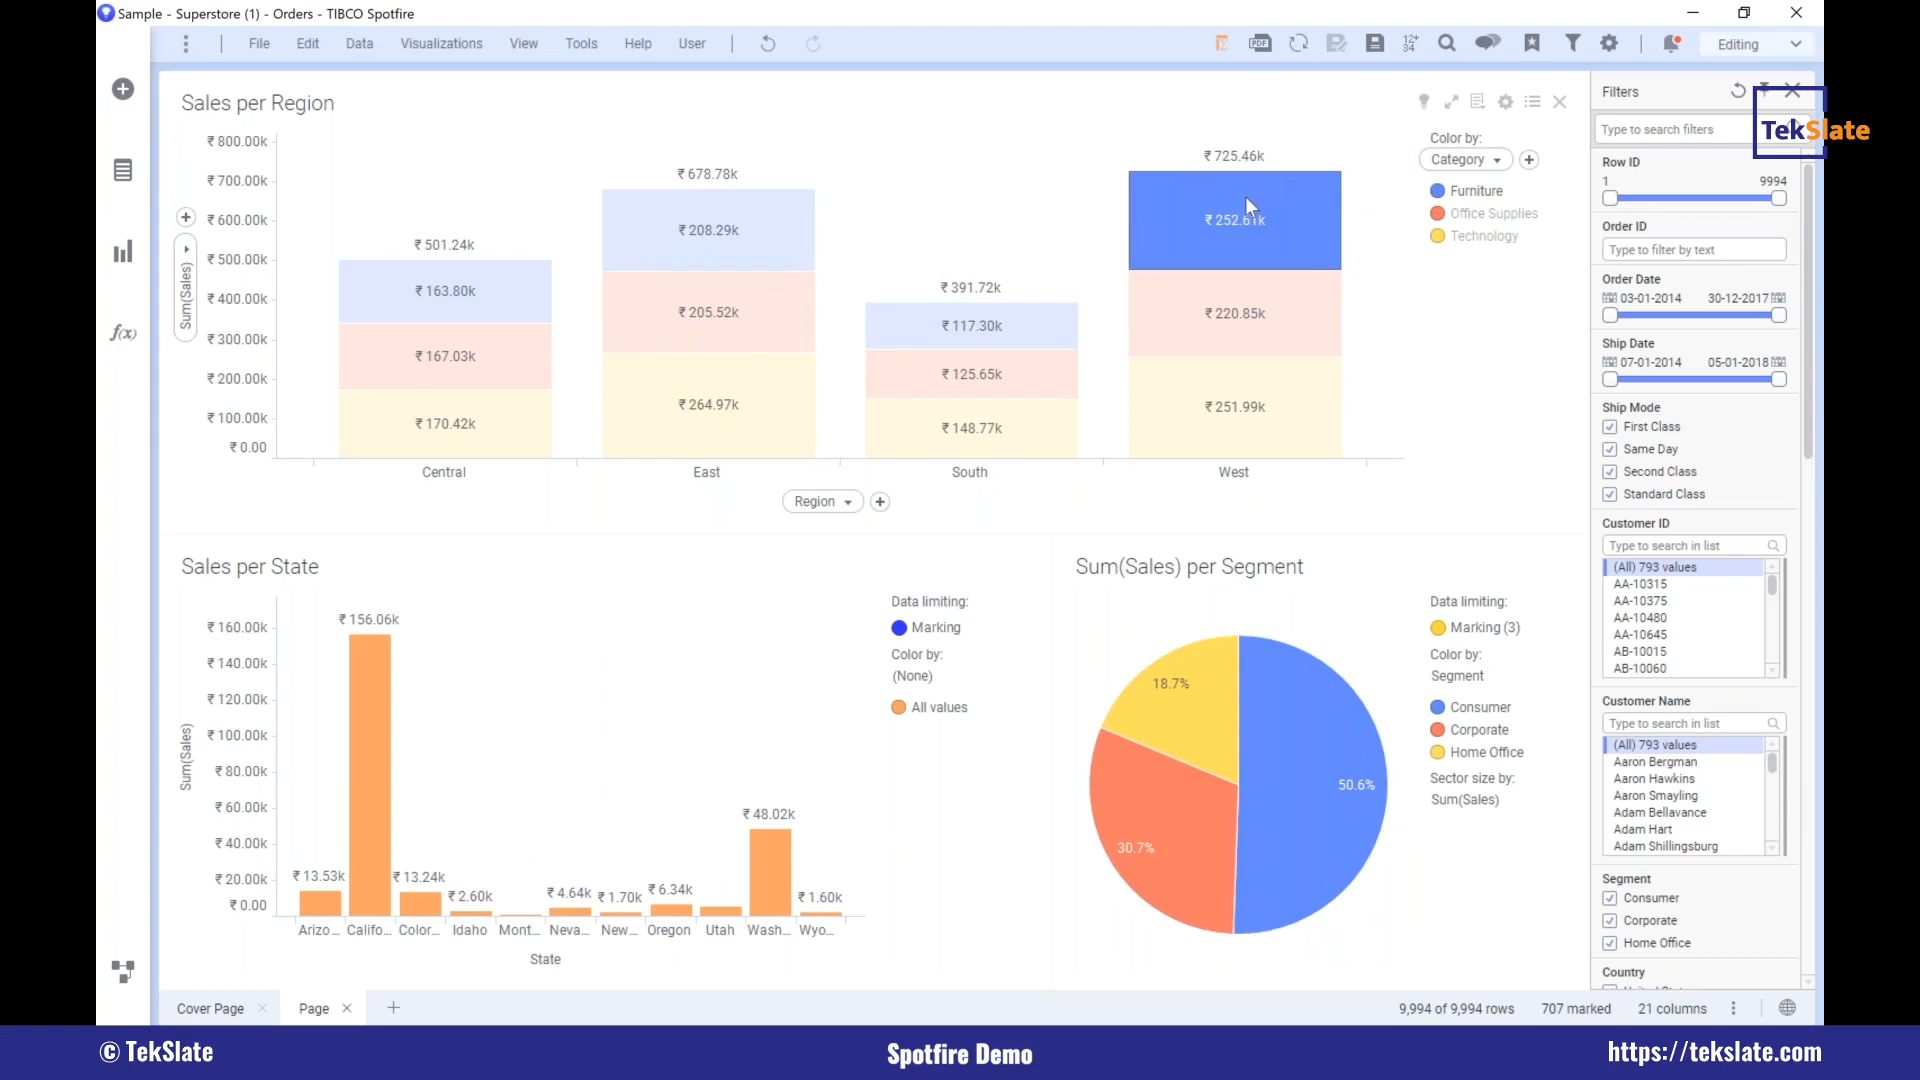 Sample - Superstore (1) - Orders - TIBCO Spotfire
File Edit Data Visualizations View Tools Help User
PDF
12+
34
Editing
Sales per Region
₹ 800.00k
₹ 700.00k
₹ 600.00k
₹ 500.00k
₹ 400.00k
₹ 300.00k
₹ 200.00k
₹ 100.00k
₹ 0.00
Sum(Sales)
f(x)
₹ 501.24k
₹ 163.80k
₹ 167.03k
₹ 170.42k
₹ 678.78k
₹ 208.29k
₹ 205.52k
₹ 264.97k
₹ 391.72k
₹ 117.30k
₹ 125.65k
₹ 148.77k
₹ 725.46k
₹ 252.61k
₹ 220.85k
₹ 251.99k
Central East South West
Region
Color by:
Category
Furniture
Office Supplies
Technology
Sales per State
₹ 160.00k
₹ 140.00k
₹ 120.00k
₹ 100.00k
₹ 80.00k
₹ 60.00k
₹ 40.00k
₹ 20.00k
₹ 0.00
Sum(Sales)
₹ 13.53k
₹ 156.06k
₹ 13.24k
₹ 2.60k
₹ 4.64k
₹ 1.70k
₹ 6.34k
₹ 48.02k
₹ 1.60k
Arizo... Califo... Color... Idaho Mont... Neva... New... Oregon Utah Wash... Wyo...
State
Data limiting:
Marking
Color by:
(None)
All values
Sum(Sales) per Segment
18.7%
50.6%
30.7%
Data limiting:
Marking (3)
Color by:
Segment
Consumer
Corporate
Home Office
Sector size by:
Sum(Sales)
Filters
Type to search filters
TekSlate
Row ID
1 9994
Order ID
Type to filter by text
Order Date
03-01-2014 30-12-2017
Ship Date
07-01-2014 05-01-2018
Ship Mode
First Class
Same Day
Second Class
Standard Class
Customer ID
Type to search in list
(All) 793 values
AA-10315
AA-10375
AA-10480
AA-10645
AB-10015
AB-10060
Customer Name
Type to search in list
(All) 793 values
Aaron Bergman
Aaron Hawkins
Aaron Smayling
Adam Bellavance
Adam Hart
Adam Shillingsburg
Segment
Consumer
Corporate
Home Office
Country
Cover Page Page
9,994 of 9,994 rows 707 marked 21 columns
© TekSlate
Spotfire Demo
https://tekslate.com